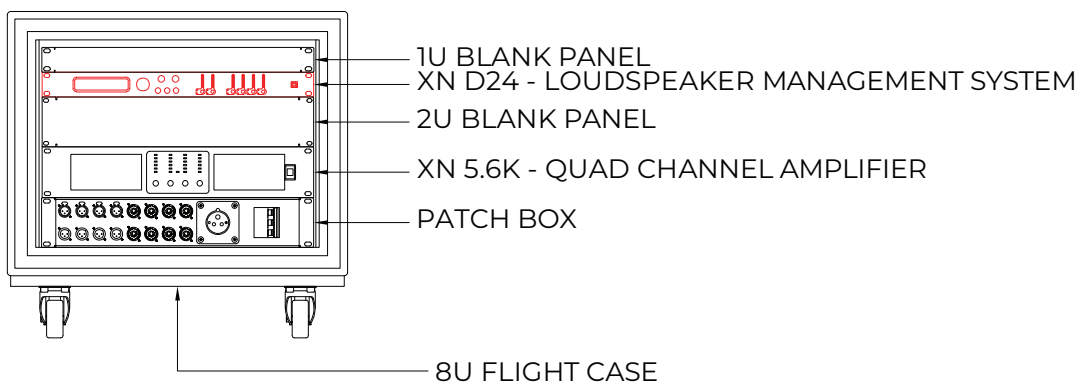 1U BLANK PANEL
XN D24 - LOUDSPEAKER MANAGEMENT SYSTEM
2U BLANK PANEL
XN 5.6K - QUAD CHANNEL AMPLIFIER
PATCH BOX
8U FLIGHT CASE